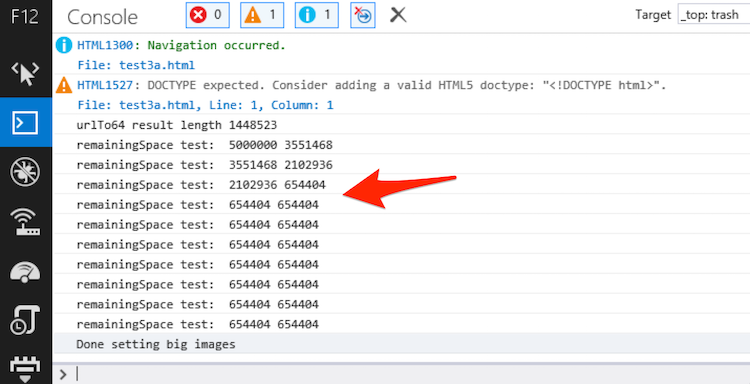 F12 Console 0 1 1 Target _top: trash
HTML1300: Navigation occurred.
File: test3a.html
HTML1527: DOCTYPE expected. Consider adding a valid HTML5 doctype: "<!DOCTYPE html>".
File: test3a.html, Line: 1, Column: 1
urlTo64 result length 1448523
remainingSpace test:  5000000 3551468
remainingSpace test:  3551468 2102936
remainingSpace test:  2102936 654404
remainingSpace test:  654404 654404
remainingSpace test:  654404 654404
remainingSpace test:  654404 654404
remainingSpace test:  654404 654404
remainingSpace test:  654404 654404
remainingSpace test:  654404 654404
remainingSpace test:  654404 654404
Done setting big images
>